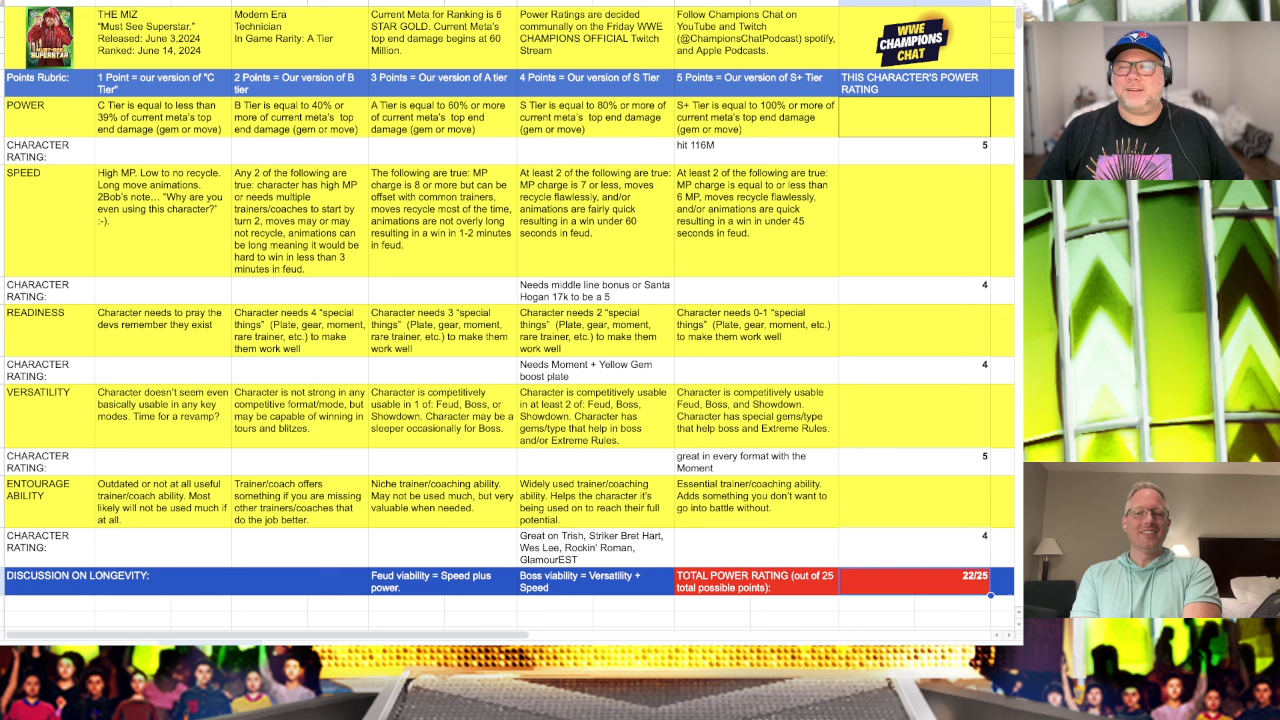 THE MIZ
“Must See Superstar.”
Released: June 3,2024
Ranked: June 14, 2024
Modern Era
Technician
In Game Rarity: A Tier
Current Meta for Ranking is 6
STAR GOLD. Current Meta's
top end damage begins at 60
Million.
Power Ratings are decided
communally on the Friday WWE
CHAMPIONS OFFICIAL Twitch
Stream
Follow Champions Chat on
YouTube and Twitch
(@ChampionsChatPodcast) spotify,
and Apple Podcasts.
WWE
CHAMPIONS
CHAT
Points Rubric:
1 Point = our version of "C
Tier"
2 Points = Our version of B
tier
3 Points = Our version of A tier
4 Points = Our version of S Tier
5 Points = Our version of S+ Tier
THIS CHARACTER'S POWER
RATING
POWER
C Tier is equal to less than
39% of current meta's top
end damage (gem or move)
B Tier is equal to 40% or
more of current meta's top
end damage (gem or move)
A Tier is equal to 60% or more
of current meta's top end
damage (gem or move)
S Tier is equal to 80% or more of
current meta's top end damage
(gem or move)
S+ Tier is equal to 100% or more of
current meta's top end damage
(gem or move)
CHARACTER
RATING:
hit 116M
5
SPEED
High MP. Low to no recycle.
Long move animations.
2Bob's note… "Why are you
even using this character?"
:-).
Any 2 of the following are
true: character has high MP
or needs multiple
trainers/coaches to start by
turn 2, moves may or may
not recycle, animations can
be long meaning it would be
hard to win in less than 3
minutes in feud.
The following are true: MP
charge is 8 or more but can be
offset with common trainers,
moves recycle most of the time,
animations are not overly long
resulting in a win in 1-2 minutes
in feud.
At least 2 of the following are true:
MP charge is 7 or less, moves
recycle flawlessly, and/or
animations are fairly quick
resulting in a win under 60
seconds in feud.
At least 2 of the following are true:
MP charge is equal to or less than
6 MP, moves recycle flawlessly,
and/or animations are quick
resulting in a win in under 45
seconds in feud.
CHARACTER
RATING:
Needs middle line bonus or Santa
Hogan 17k to be a 5
4
READINESS
Character needs to pray the
devs remember they exist
Character needs 4 “special
things” (Plate, gear, moment,
rare trainer, etc.) to make
them work well
Character needs 3 “special
things” (Plate, gear, moment,
rare trainer, etc.) to make them
work well
Character needs 2 “special
things” (Plate, gear, moment,
rare trainer, etc.) to make them
work well
Character needs 0-1 “special
things” (Plate, gear, moment, etc.)
to make them work well
CHARACTER
RATING:
Needs Moment + Yellow Gem
boost plate
4
VERSATILITY
Character doesn’t seem even
basically usable in any key
modes. Time for a revamp?
Character is not strong in any
competitive format/mode, but
may be capable of winning in
tours and blitzes.
Character is competitively
usable in 1 of: Feud, Boss, or
Showdown. Character may be a
sleeper occasionally for Boss.
Character is competitively usable
in at least 2 of: Feud, Boss,
Showdown. Character has
gems/type that help in boss
and/or Extreme Rules.
Character is competitively usable
Feud, Boss, and Showdown.
Character has special gems/type
that help boss and Extreme Rules.
CHARACTER
RATING:
great in every format with the
Moment
5
ENTOURAGE
ABILITY
Outdated or not at all useful
trainer/coach ability. Most
likely will not be used much if
at all.
Trainer/coach offers
something if you are missing
other trainers/coaches that
do the job better.
Niche trainer/coaching ability.
May not be used much, but very
valuable when needed.
Widely used trainer/coaching
ability. Helps the character it's
being used on to reach their full
potential.
Essential trainer/coaching ability.
Adds something you don't want to
go into battle without.
CHARACTER
RATING:
Great on Trish, Striker Bret Hart,
Wes Lee, Rockin' Roman,
GlamourEST
4
DISCUSSION ON LONGEVITY:
Feud viability = Speed plus
power.
Boss viability = Versatility +
Speed
TOTAL POWER RATING (out of 25
total possible points):
22/25